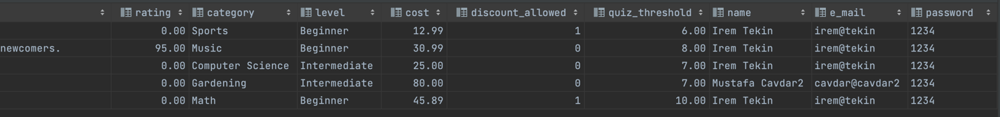 rating category level cost discount_allowed quiz_threshold name e_mail password
0.00 Sports Beginner 12.99 1 6.00 Irem Tekin irem@tekin 1234
newcomers. 95.00 Music Beginner 30.99 0 8.00 Irem Tekin irem@tekin 1234
0.00 Computer Science Intermediate 25.00 0 7.00 Irem Tekin irem@tekin 1234
0.00 Gardening Intermediate 80.00 0 7.00 Mustafa Cavdar2 cavdar@cavdar2 1234
0.00 Math Beginner 45.89 1 10.00 Irem Tekin irem@tekin 1234